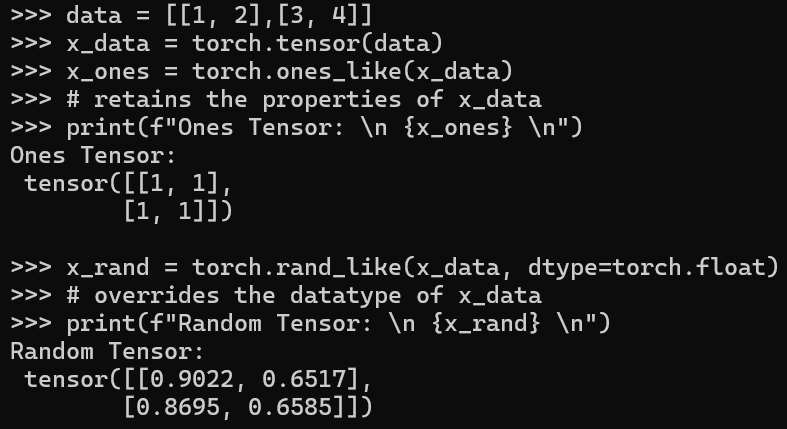 >>> data = [[1, 2],[3, 4]]
>>> x_data = torch.tensor(data)
>>> x_ones = torch.ones_like(x_data)
>>> # retains the properties of x_data
>>> print(f"Ones Tensor: \n {x_ones} \n")
Ones Tensor:
 tensor([[1, 1],
        [1, 1]])

>>> x_rand = torch.rand_like(x_data, dtype=torch.float)
>>> # overrides the datatype of x_data
>>> print(f"Random Tensor: \n {x_rand} \n")
Random Tensor:
 tensor([[0.9022, 0.6517],
        [0.8695, 0.6585]])